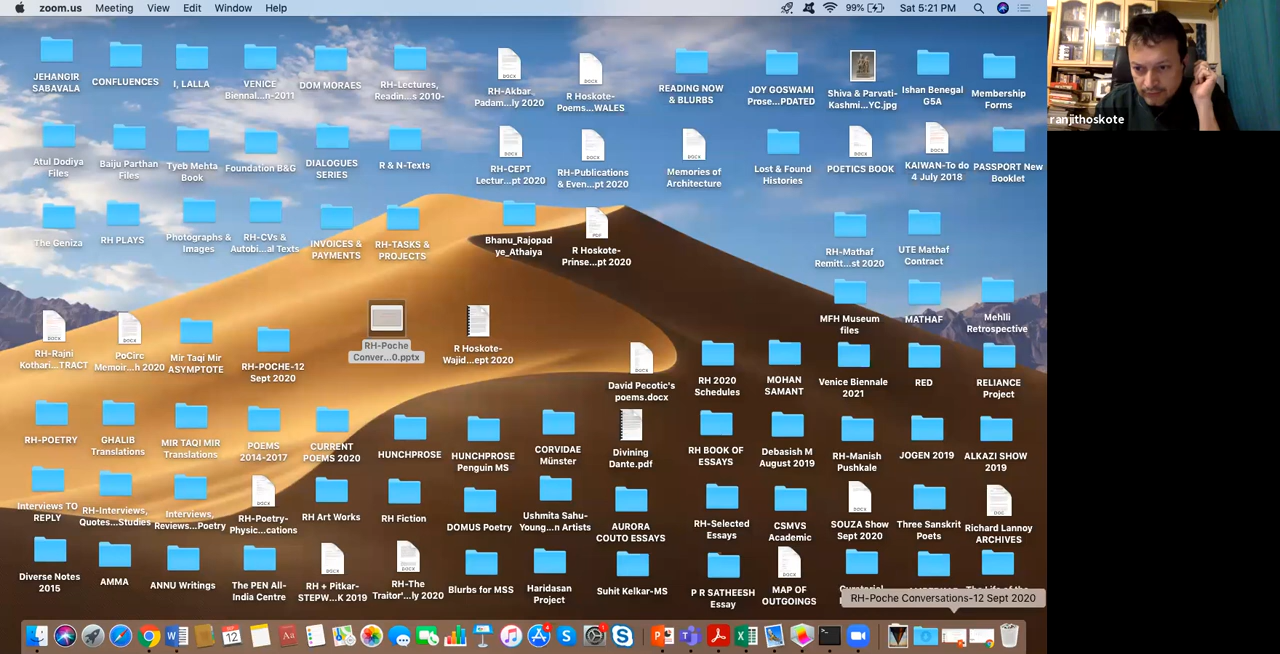 zoom.us Meeting View Edit Window Help
99% Sat 5:21 PM
JEHANGIR
SABAVALA
CONFLUENCES
I, LALLA
VENICE
Biennal...n-2011
DOM MORAES
RH-Lectures,
Readin...s 2010-
RH-Akbar
Padam...ly 2020
R Hoskote-
Poems...WALES
READING NOW
& BLURBS
JOY GOSWAMI
Prose...PDATED
Shiva & Parvati-
Kashmi...YC.jpg
Ishan Benegal
G5A
Membership
Forms
ranjithoskote
Atul Dodiya
Files
Baiju Parthan
Files
Tyeb Mehta
Book
Foundation B&G
DIALOGUES
SERIES
R & N-Texts
RH-CEPT
Lectur...pt 2020
RH-Publications
& Even...pt 2020
Memories of
Architecture
Lost & Found
Histories
POETICS BOOK
KAIWAN-To do
4 July 2018
PASSPORT New
Booklet
The Geniza
RH PLAYS
Photographs &
Images
RH-CVs &
Autobi...al Texts
INVOICES &
PAYMENTS
RH-TASKS &
PROJECTS
Bhanu_Rajopad
ye_Athaiya
R Hoskote-
Prinse...pt 2020
RH-Mathaf
Remitt...st 2020
UTE Mathaf
Contract
MFH Museum
files
MATHAF
Mehlli
Retrospective
RH-Rajni
Kothari...TRACT
PoCirc
Memoir...h 2020
Mir Taqi Mir
ASYMPTOTE
RH-POCHE-12
Sept 2020
RH-Poche
Conver...0.pptx
R Hoskote-
Wajid...ept 2020
David Pecotic's
poems.docx
RH 2020
Schedules
MOHAN
SAMANT
Venice Biennale
2021
RED
RELIANCE
Project
RH-POETRY
GHALIB
Translations
MIR TAQI MIR
Translations
POEMS
2014-2017
CURRENT
POEMS 2020
HUNCHPROSE
HUNCHPROSE
Penguin MS
CORVIDAE
Münster
Divining
Dante.pdf
RH BOOK OF
ESSAYS
Debasish M
August 2019
RH-Manish
Pushkale
JOGEN 2019
ALKAZI SHOW
2019
Interviews TO
REPLY
RH-Interviews,
Quotes...Studies
Interviews,
Reviews...Poetry
RH-Poetry-
Physic...cations
RH Art Works
RH Fiction
DOMUS Poetry
Ushmita Sahu-
Young...n Artists
AURORA
COUTO ESSAYS
RH-Selected
Essays
CSMVS
Academic
SOUZA Show
Sept 2020
Three Sanskrit
Poets
Richard Lannoy
ARCHIVES
Diverse Notes
2015
AMMA
ANNU Writings
The PEN All-
India Centre
RH + Pitkar-
STEPW...K 2019
RH-The
Traitor'...ly 2020
Blurbs for MSS
Haridasan
Project
Suhit Kelkar-MS
P R SATHEESH
Essay
MAP OF
OUTGOINGS
RH-Poche Conversations-12 Sept 2020